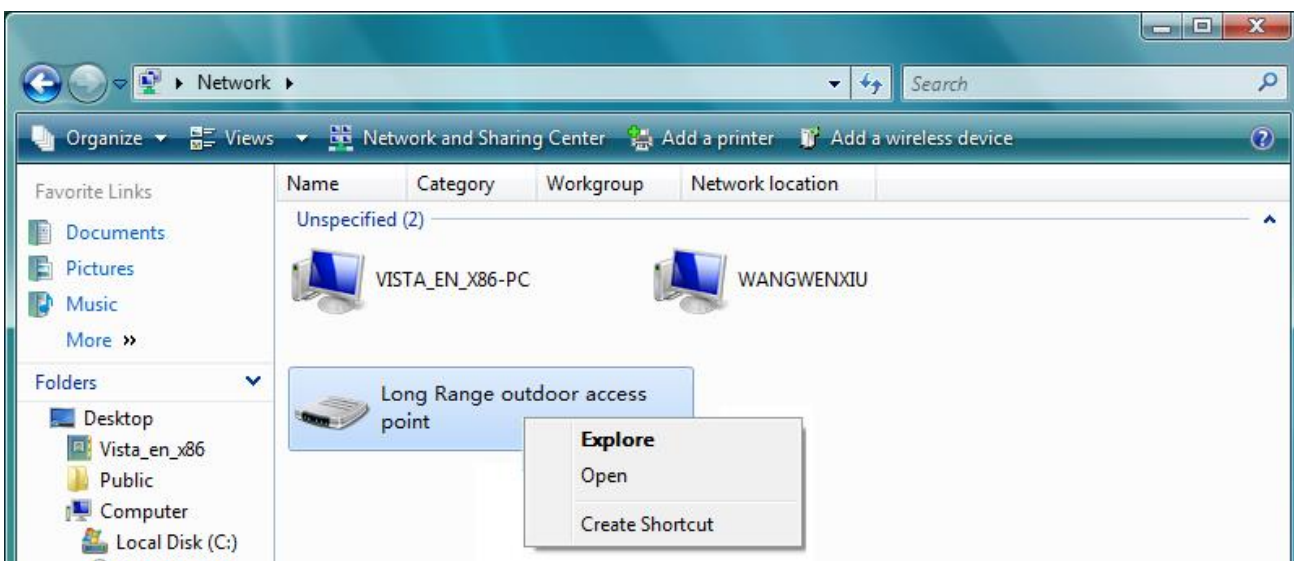 Network
Search
Organize Views Network and Sharing Center Add a printer Add a wireless device
Favorite Links
Documents
Pictures
Music
More »
Folders
Desktop
Vista_en_x86
Public
Computer
Local Disk (C:)
Name Category Workgroup Network location
Unspecified (2)
VISTA_EN_X86-PC WANGWENXIU
Long Range outdoor access
point
Explore
Open
Create Shortcut